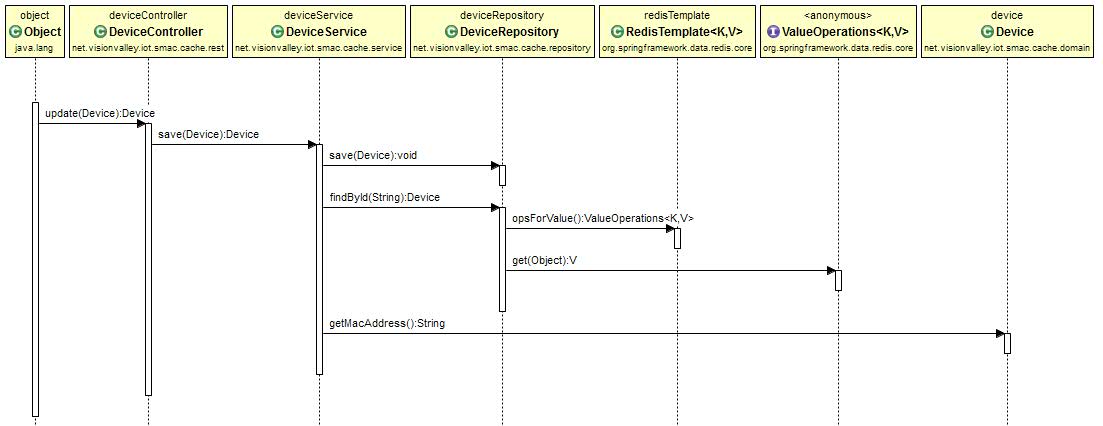 object
Object
java.lang
deviceController
DeviceController
net.visionvalley.iot.smac.cache.rest
deviceService
DeviceService
net.visionvalley.iot.smac.cache.service
deviceRepository
DeviceRepository
net.visionvalley.iot.smac.cache.repository
redisTemplate
RedisTemplate<K,V>
org.springframework.data.redis.core
<anonymous>
ValueOperations<K,V>
org.springframework.data.redis.core
device
Device
net.visionvalley.iot.smac.cache.domain
update(Device):Device
save(Device):Device
save(Device):void
findById(String):Device
opsForValue():ValueOperations<K,V>
get(Object):V
getMacAddress():String